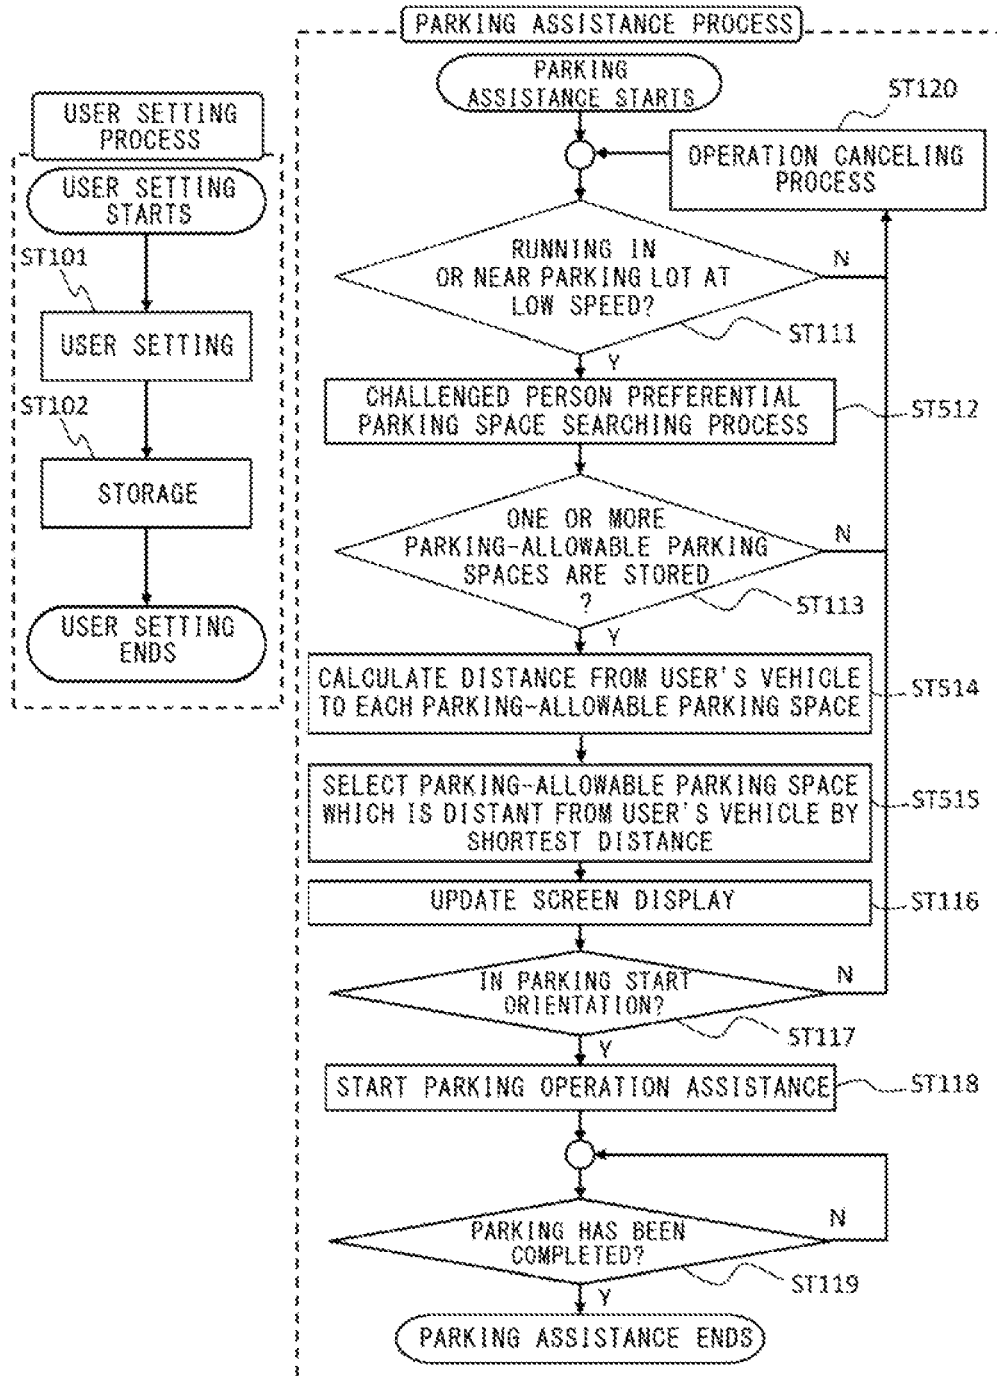 USER SETTING
PROCESS
USER SETTING
STARTS
ST101
USER SETTING
ST102
STORAGE
USER SETTING
ENDS
PARKING ASSISTANCE PROCESS
PARKING
ASSISTANCE STARTS
ST120
OPERATION CANCELING
PROCESS
RUNNING IN
OR NEAR PARKING LOT AT
LOW SPEED?
N
ST111
Y
CHALLENGED PERSON PREFERENTIAL
PARKING SPACE SEARCHING PROCESS
ST512
ONE OR MORE
PARKING-ALLOWABLE PARKING
SPACES ARE STORED
?
N
ST113
Y
CALCULATE DISTANCE FROM USER'S VEHICLE
TO EACH PARKING-ALLOWABLE PARKING SPACE
ST514
SELECT PARKING-ALLOWABLE PARKING SPACE
WHICH IS DISTANT FROM USER'S VEHICLE BY
SHORTEST DISTANCE
ST515
UPDATE SCREEN DISPLAY
ST116
IN PARKING START
ORIENTATION?
N
ST117
Y
START PARKING OPERATION ASSISTANCE
ST118
PARKING HAS BEEN
COMPLETED?
N
ST119
Y
PARKING ASSISTANCE ENDS